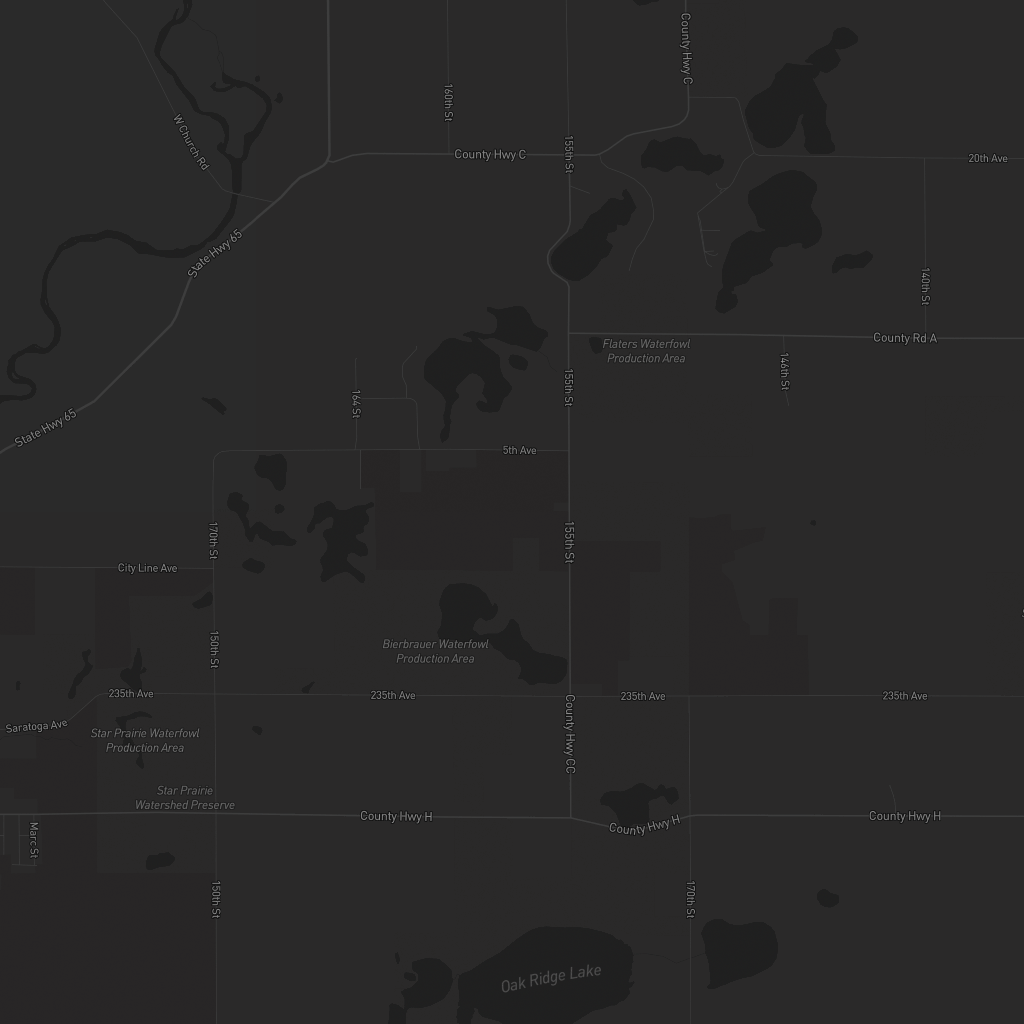 County Hwy C
160th St
W Church Rd
County Hwy C
155th St
20th Ave
State Hwy 65
140th St
County Rd A
Flaters Waterfowl
Production Area
146th St
155th St
164 St
State Hwy 65
5th Ave
170th St
155th St
City Line Ave
150th St
Bierbrauer Waterfowl
Production Area
235th Ave
235th Ave
235th Ave
235th Ave
Saratoga Ave
Star Prairie Waterfowl
Production Area
County Hwy CC
Star Prairie
Watershed Preserve
County Hwy H
County Hwy H
County Hwy H
Marc St
150th St
170th St
Oak Ridge Lake